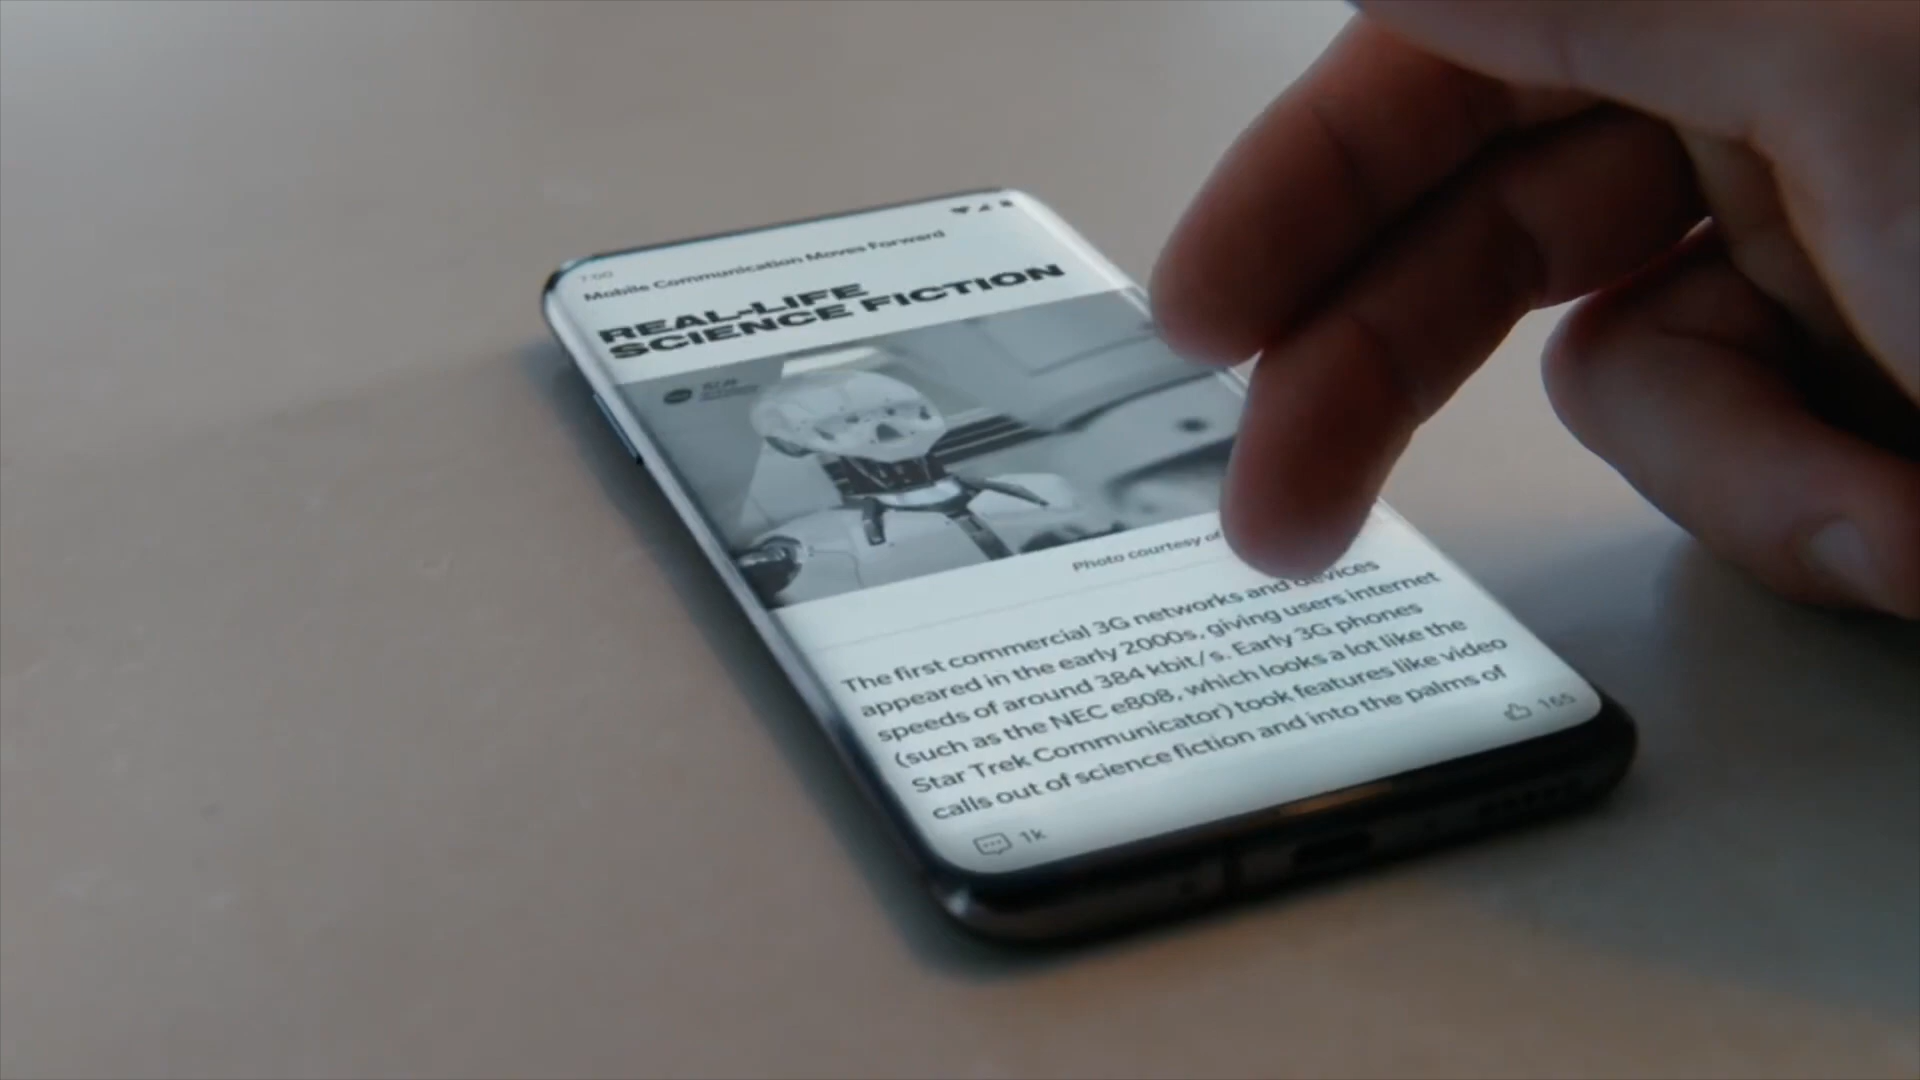 7:00
Mobile Communication Moves Forward
REAL-LIFE
SCIENCE FICTION
Photo courtesy of
The first commercial 3G networks and devices
appeared in the early 2000s, giving users internet
speeds of around 384 kbit/s. Early 3G phones
(such as the NEC e808, which looks a lot like the
Star Trek Communicator) took features like video
calls out of science fiction and into the palms of
1k
165